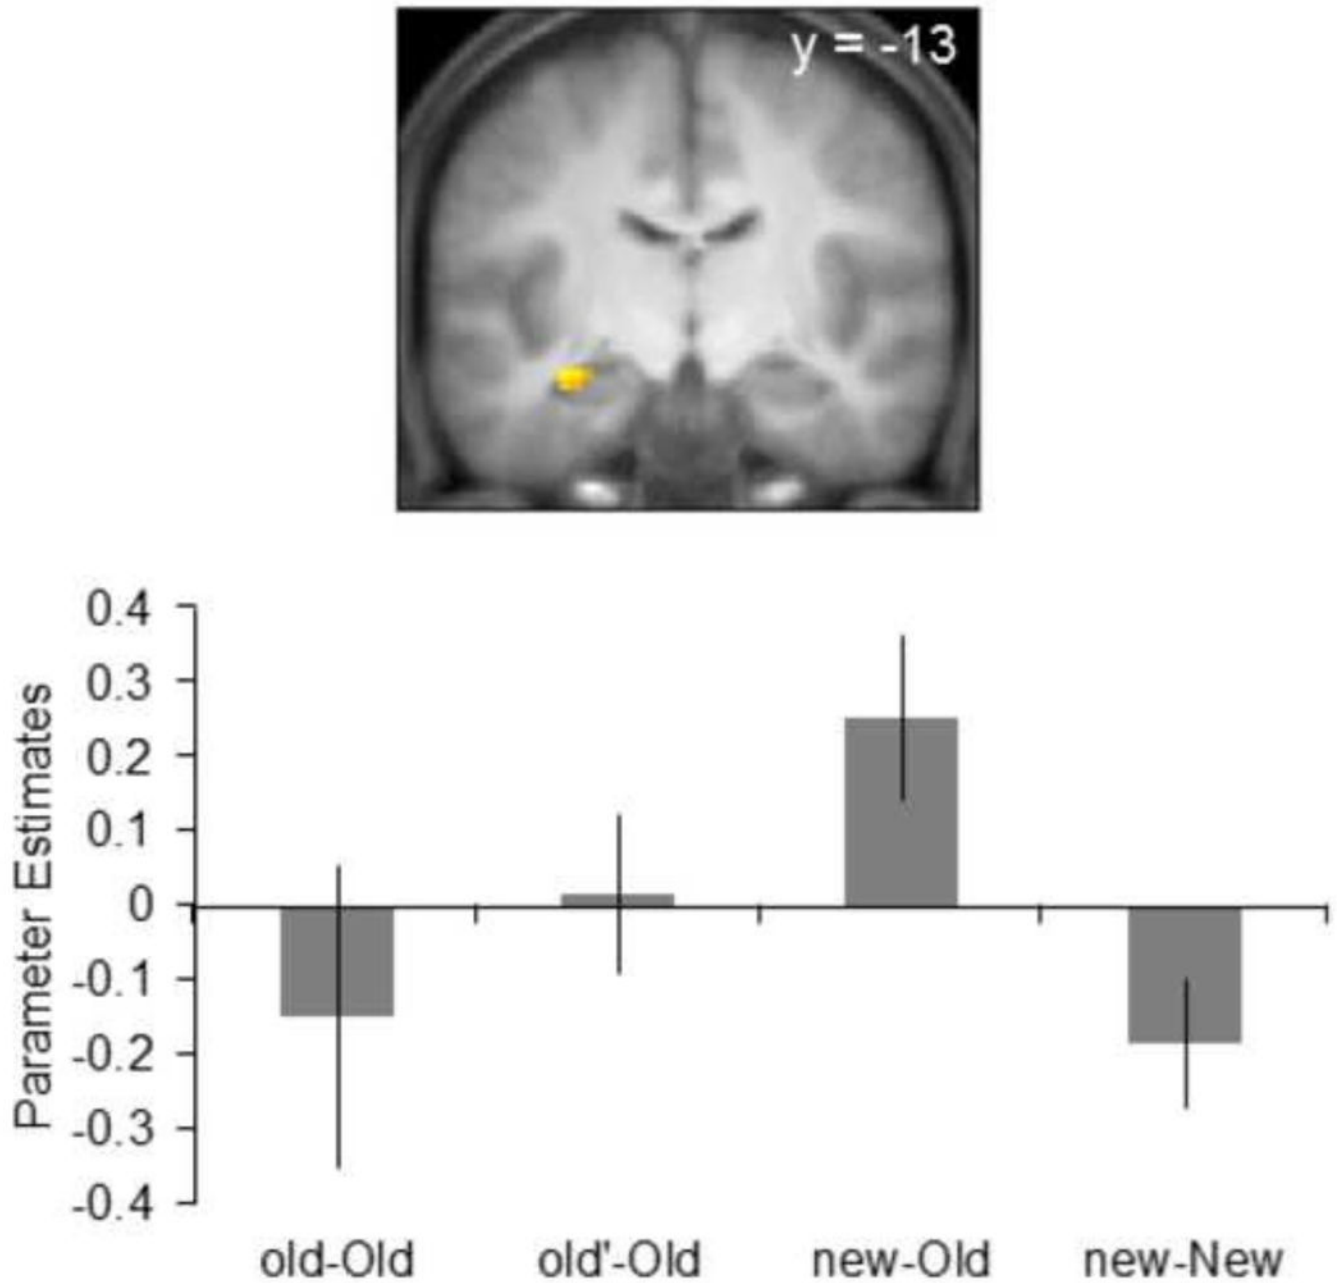 y = -13
Parameter Estimates
0.4
0.3
0.2
0.1
0
-0.1
-0.2
-0.3
-0.4
old-Old
old'-Old
new-Old
new-New